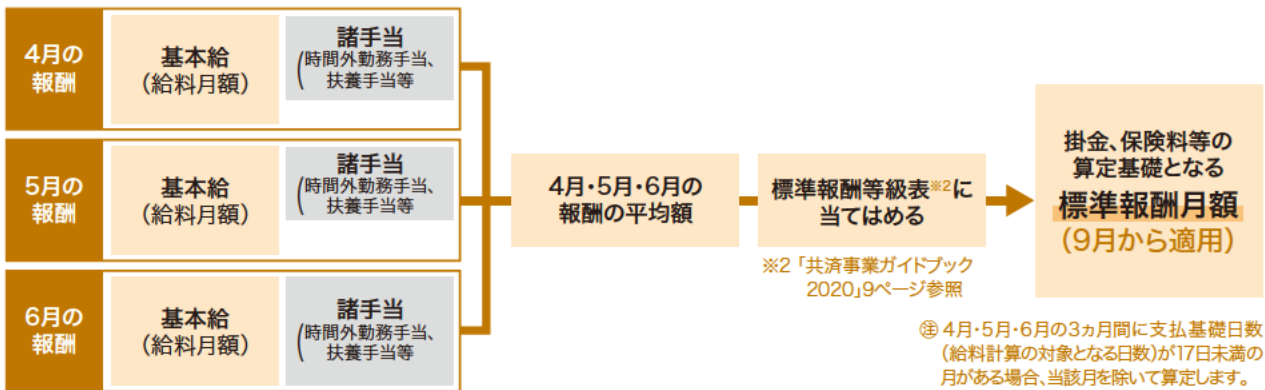 4月の
報酬
基本給
（給料月額）
諸手当
(時間外勤務手当、
扶養手当等
5月の
報酬
基本給
（給料月額）
諸手当
(時間外勤務手当、
扶養手当等
6月の
報酬
基本給
（給料月額）
諸手当
(時間外勤務手当、
扶養手当等
4月・5月・6月の
報酬の平均額
標準報酬等級表※2に
当てはめる
※2「共済事業ガイドブック
2020」9ページ参照
掛金、保険料等の
算定基礎となる
標準報酬月額
（9月から適用）
㊟4月・5月・6月の3ヵ月間に支払基礎日数
（給料計算の対象となる日数）が17日未満の
月がある場合、当該月を除いて算定します。